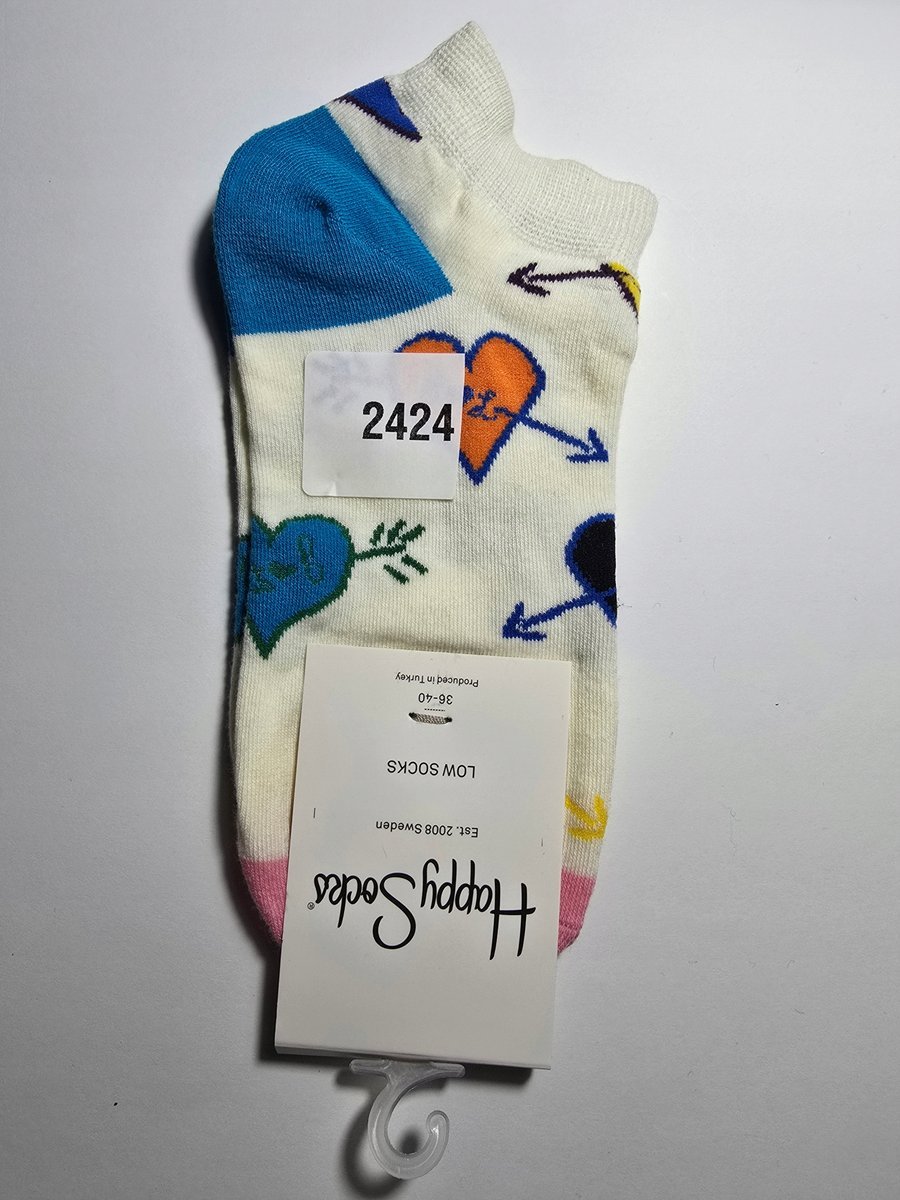 2424
Happy Socks®
Est. 2008 Sweden
LOW SOCKS
36-40
Produced in Turkey